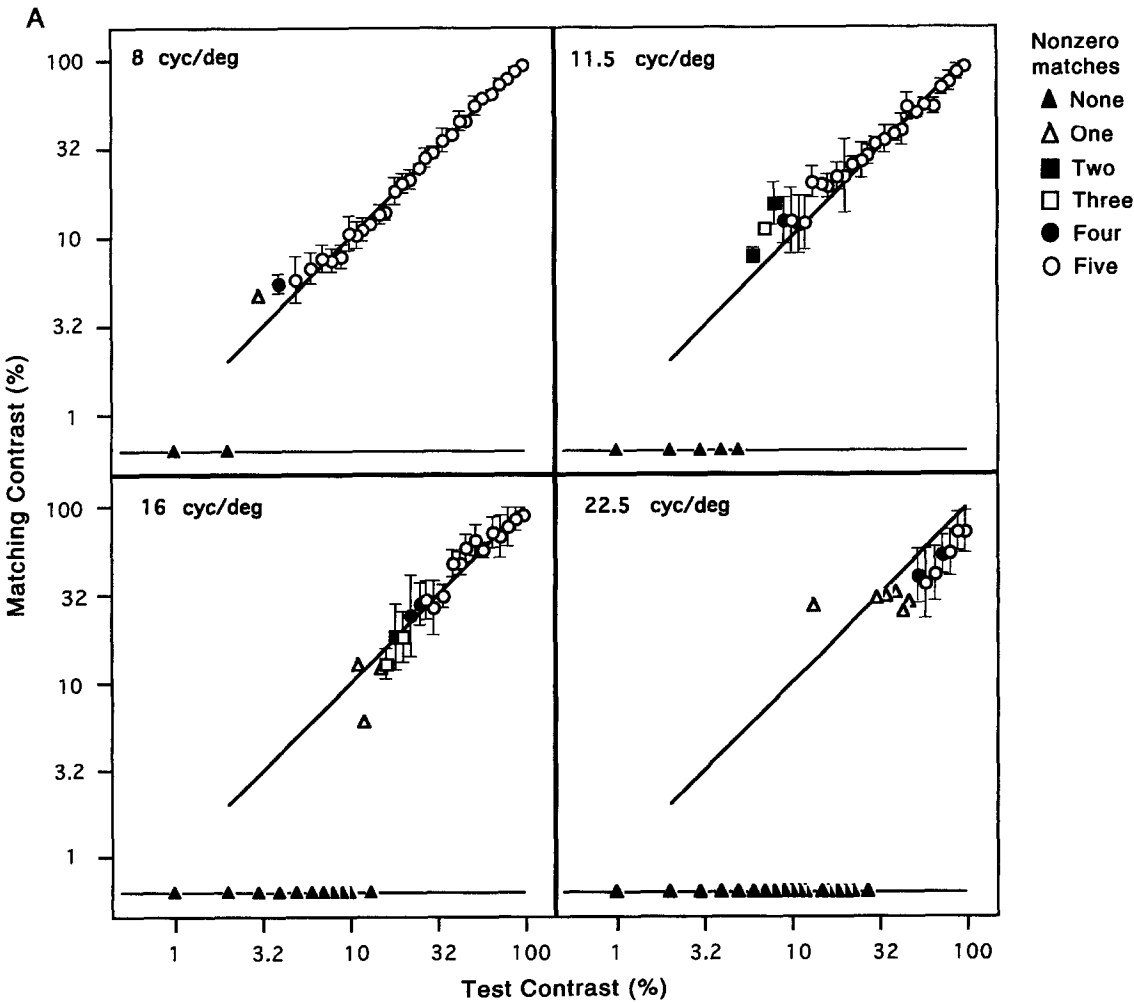 A
8 cyc/deg
11.5 cyc/deg
Nonzero
matches
None
One
Two
Three
Four
Five
100
32
10
3.2
1
16 cyc/deg
22.5 cyc/deg
100
32
10
3.2
1
Matching Contrast (%)
1 3.2 10 32 100
1 3.2 10 32 100
Test Contrast (%)